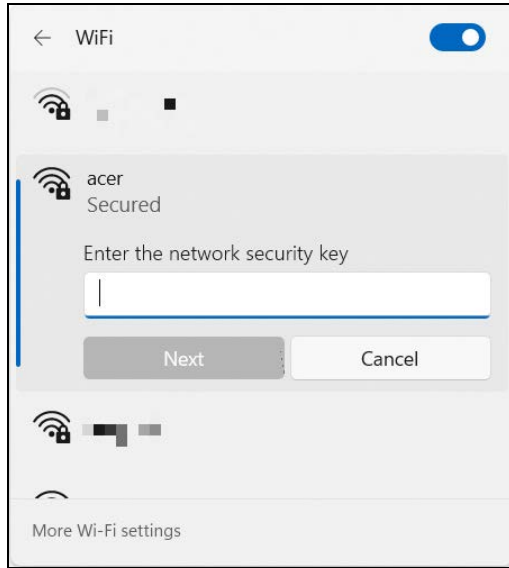 WiFi
acer
Secured
Enter the network security key
Next
Cancel
More Wi-Fi settings